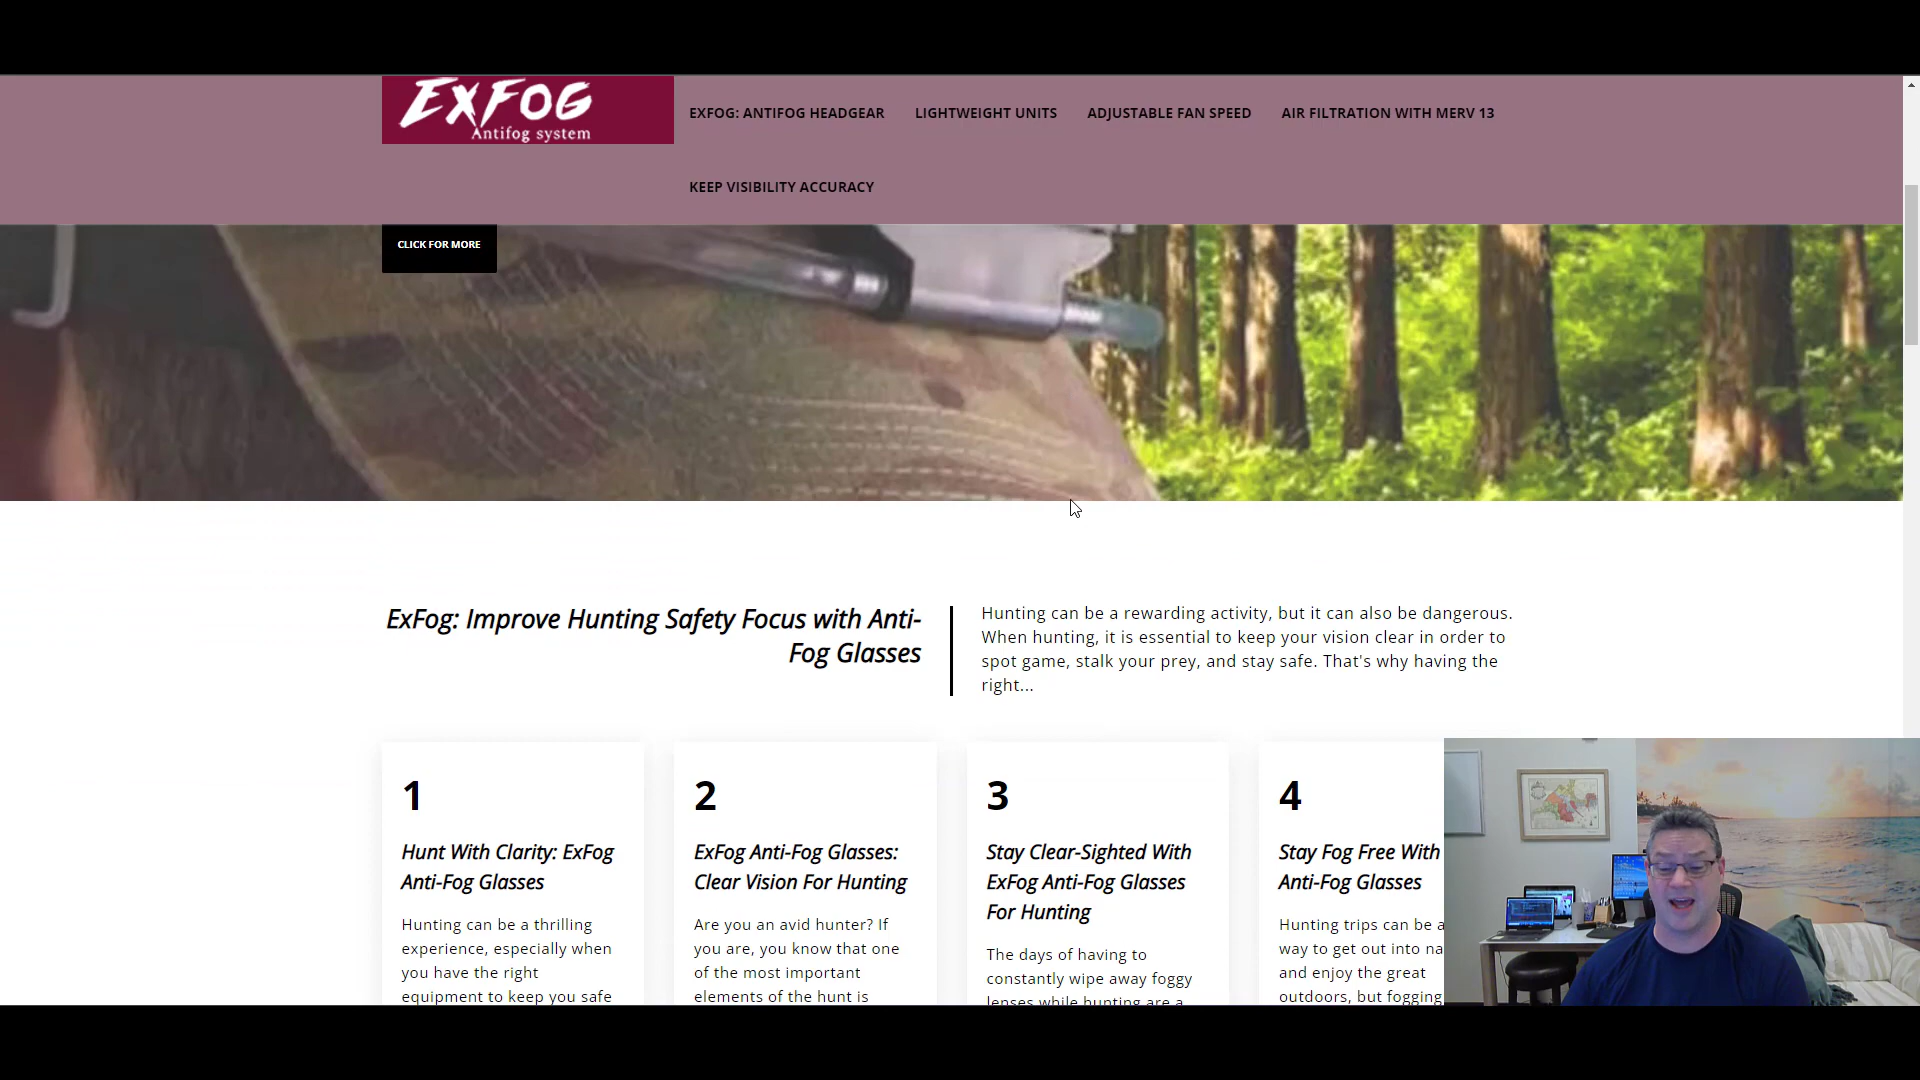 EXFOG
Antifog system
EXFOG: ANTIFOG HEADGEAR
LIGHTWEIGHT UNITS
ADJUSTABLE FAN SPEED
AIR FILTRATION WITH MERV 13
KEEP VISIBILITY ACCURACY
CLICK FOR MORE
ExFog: Improve Hunting Safety Focus with Anti-
Fog Glasses
Hunting can be a rewarding activity, but it can also be dangerous.
When hunting, it is essential to keep your vision clear in order to
spot game, stalk your prey, and stay safe. That's why having the
right...
1
Hunt With Clarity: ExFog
Anti-Fog Glasses
Hunting can be a thrilling
experience, especially when
you have the right
equipment to keep you safe
2
ExFog Anti-Fog Glasses:
Clear Vision For Hunting
Are you an avid hunter? If
you are, you know that one
of the most important
elements of the hunt is
3
Stay Clear-Sighted With
ExFog Anti-Fog Glasses
For Hunting
The days of having to
constantly wipe away foggy
lenses while hunting are a
4
Stay Fog Free With
Anti-Fog Glasses
Hunting trips can be a
way to get out into na
and enjoy the great
outdoors, but fogging